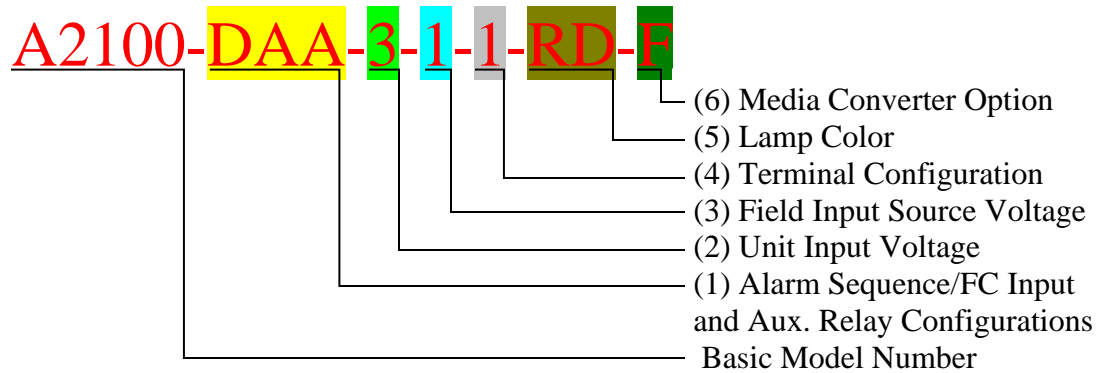 A2100-DAA-3-1-1-RD-F
(6) Media Converter Option
(5) Lamp Color
(4) Terminal Configuration
(3) Field Input Source Voltage
(2) Unit Input Voltage
(1) Alarm Sequence/FC Input
and Aux. Relay Configurations
Basic Model Number